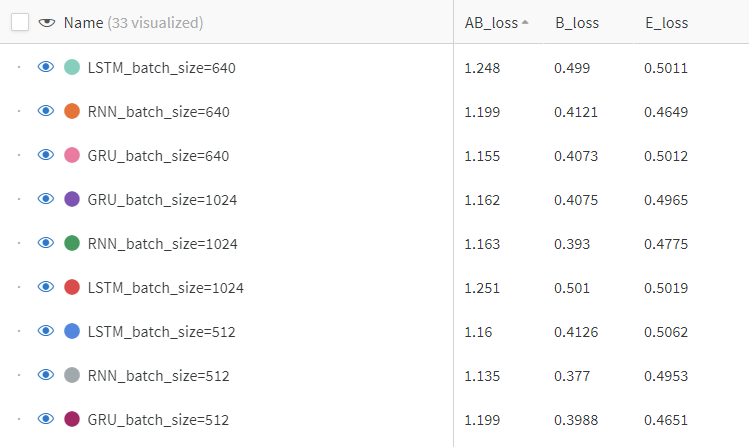 Name (33 visualized) AB_loss B_loss E_loss
LSTM_batch_size=640 1.248 0.499 0.5011
RNN_batch_size=640 1.199 0.4121 0.4649
GRU_batch_size=640 1.155 0.4073 0.5012
GRU_batch_size=1024 1.162 0.4075 0.4965
RNN_batch_size=1024 1.163 0.393 0.4775
LSTM_batch_size=1024 1.251 0.501 0.5019
LSTM_batch_size=512 1.16 0.4126 0.5062
RNN_batch_size=512 1.135 0.377 0.4953
GRU_batch_size=512 1.199 0.3988 0.4651